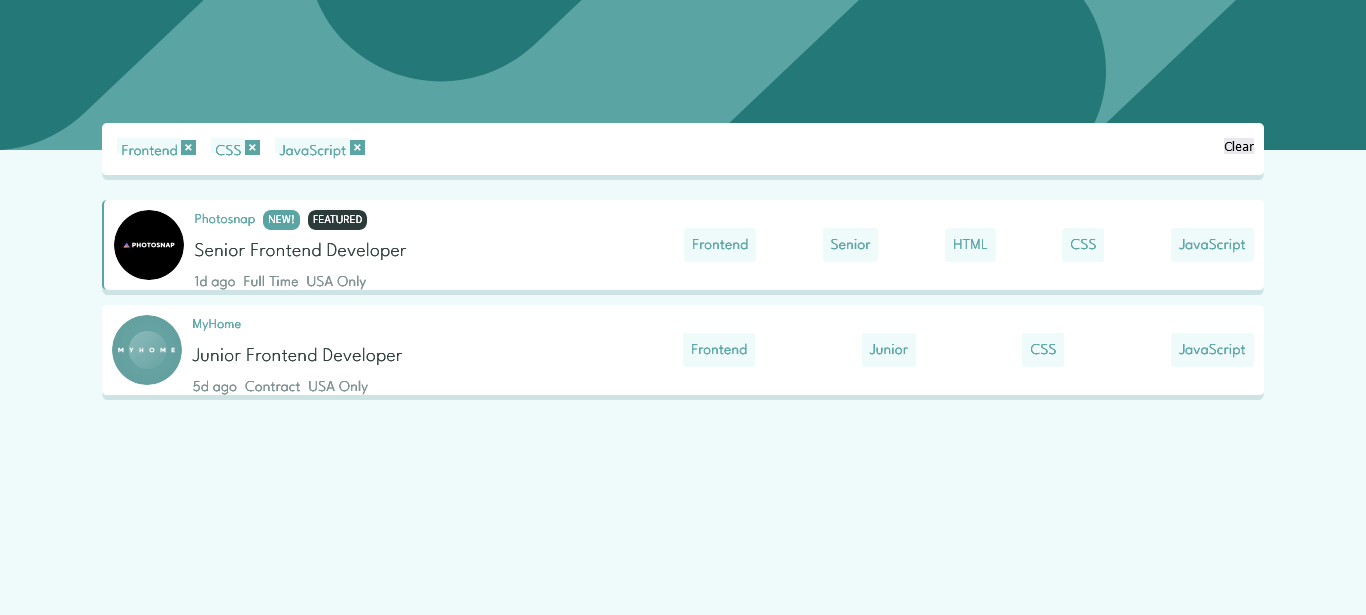 Frontend CSS JavaScript Clear
PHOTOSNAP
Photosnap NEW! FEATURED
Senior Frontend Developer
1d ago Full Time USA Only
Frontend Senior HTML CSS JavaScript
MYHOME
MyHome
Junior Frontend Developer
5d ago Contract USA Only
Frontend Junior CSS JavaScript